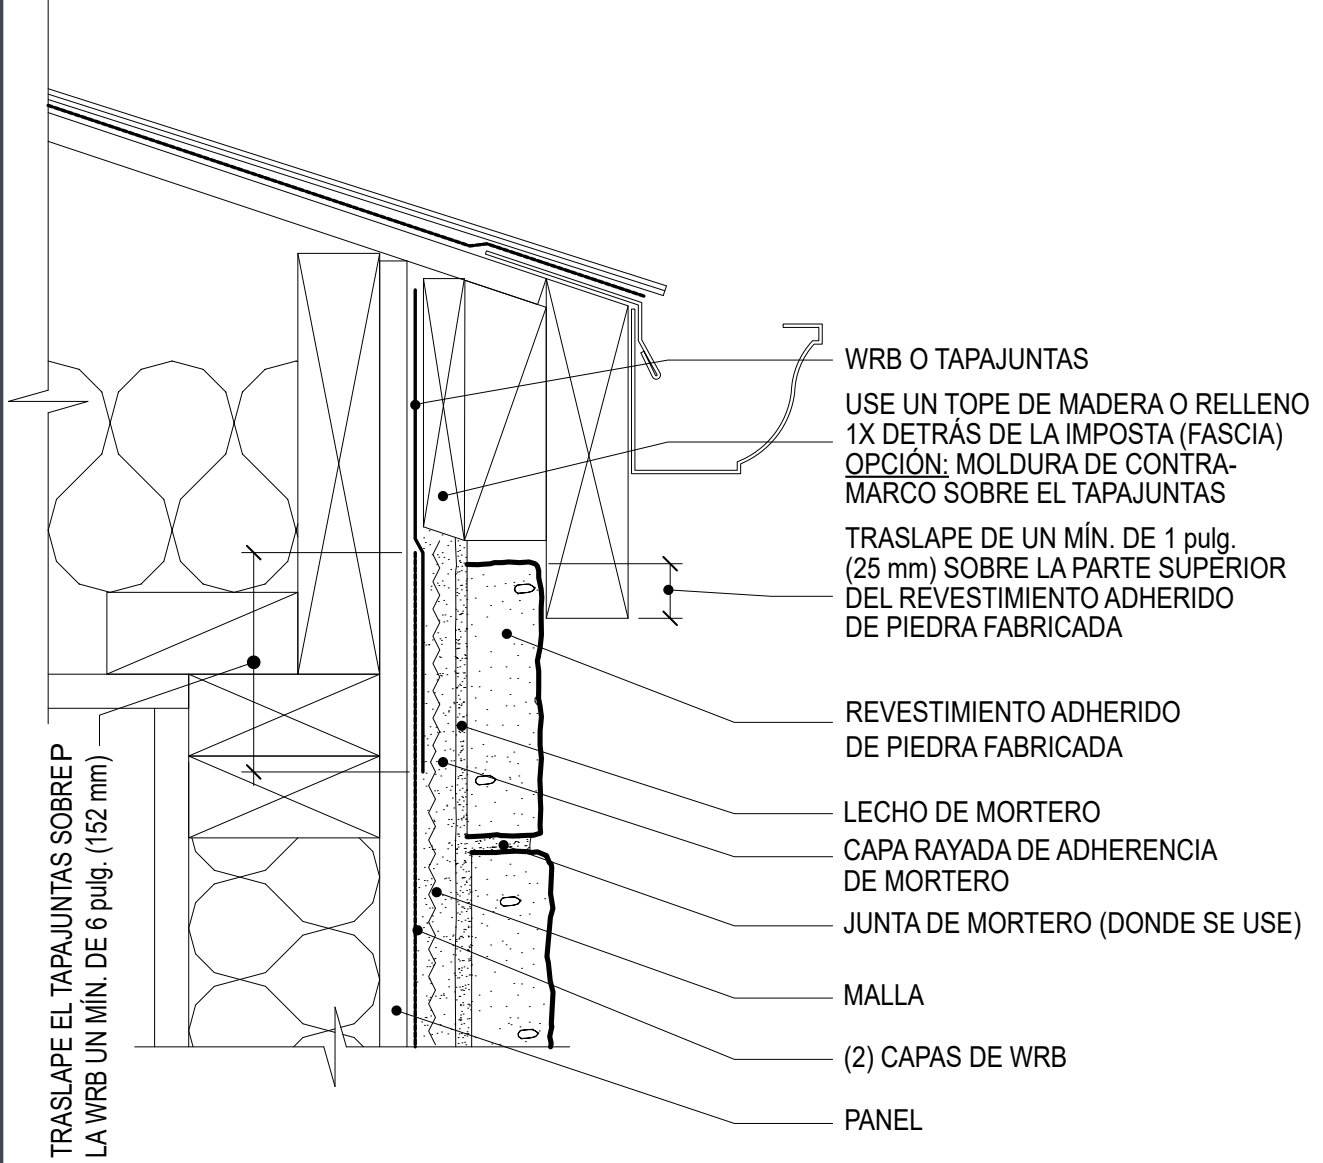 WRB O TAPAJUNTAS
USE UN TOPE DE MADERA O RELLENO
1X DETRÁS DE LA IMPOSTA (FASCIA)
OPCIÓN: MOLDURA DE CONTRA-
MARCO SOBRE EL TAPAJUNTAS
TRASLAPE DE UN MÍN. DE 1 pulg.
(25 mm) SOBRE LA PARTE SUPERIOR
DEL REVESTIMIENTO ADHERIDO
DE PIEDRA FABRICADA
REVESTIMIENTO ADHERIDO
DE PIEDRA FABRICADA
LECHO DE MORTERO
CAPA RAYADA DE ADHERENCIA
DE MORTERO
JUNTA DE MORTERO (DONDE SE USE)
MALLA
(2) CAPAS DE WRB
PANEL
TRASLAPE EL TAPAJUNTAS SOBREP
LA WRB UN MÍN. DE 6 pulg. (152 mm)